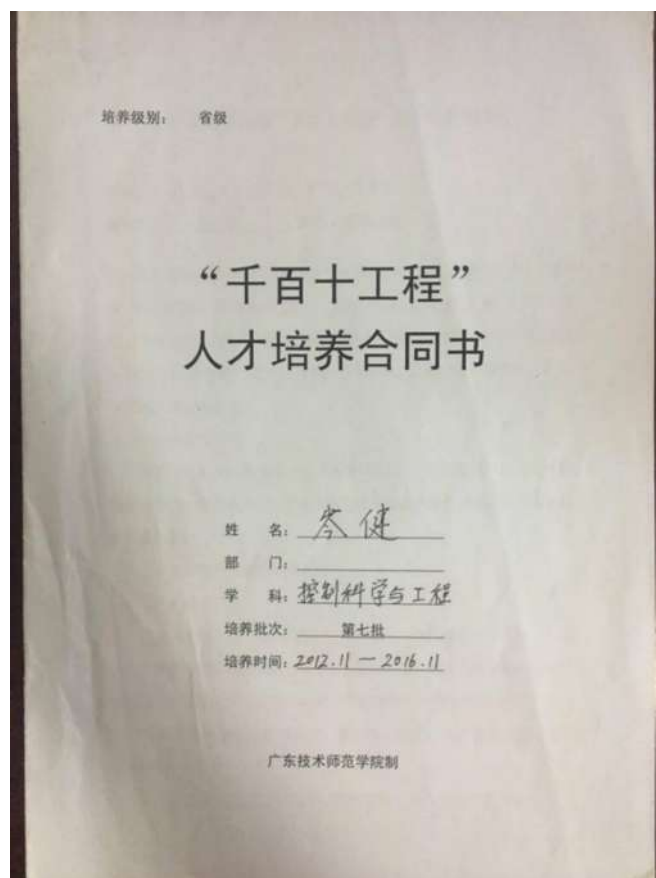 培养级别： 省级
“千百十工程”
人才培养合同书
姓 名：岑健
部 门：
学 科：控制科学与工程
培养批次：第七批
培养时间：2012.11—2016.11
广东技术师范学院制